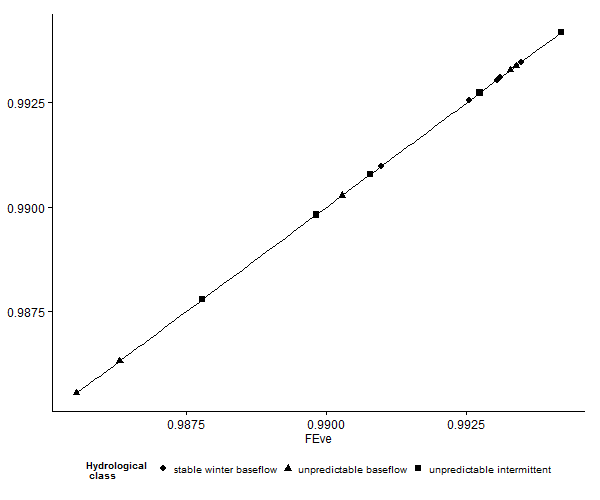 0.9925
0.9900
0.9875
0.9875 0.9900 0.9925
FEve
Hydrological
class
stable winter baseflow unpredictable baseflow unpredictable intermittent